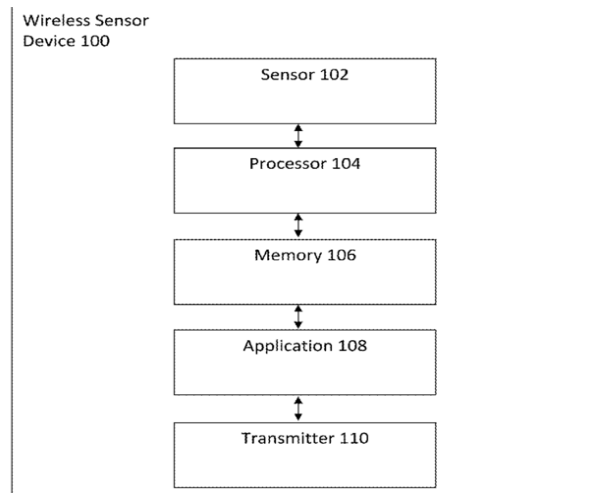 Wireless Sensor
Device 100
Sensor 102
Processor 104
Memory 106
Application 108
Transmitter 110